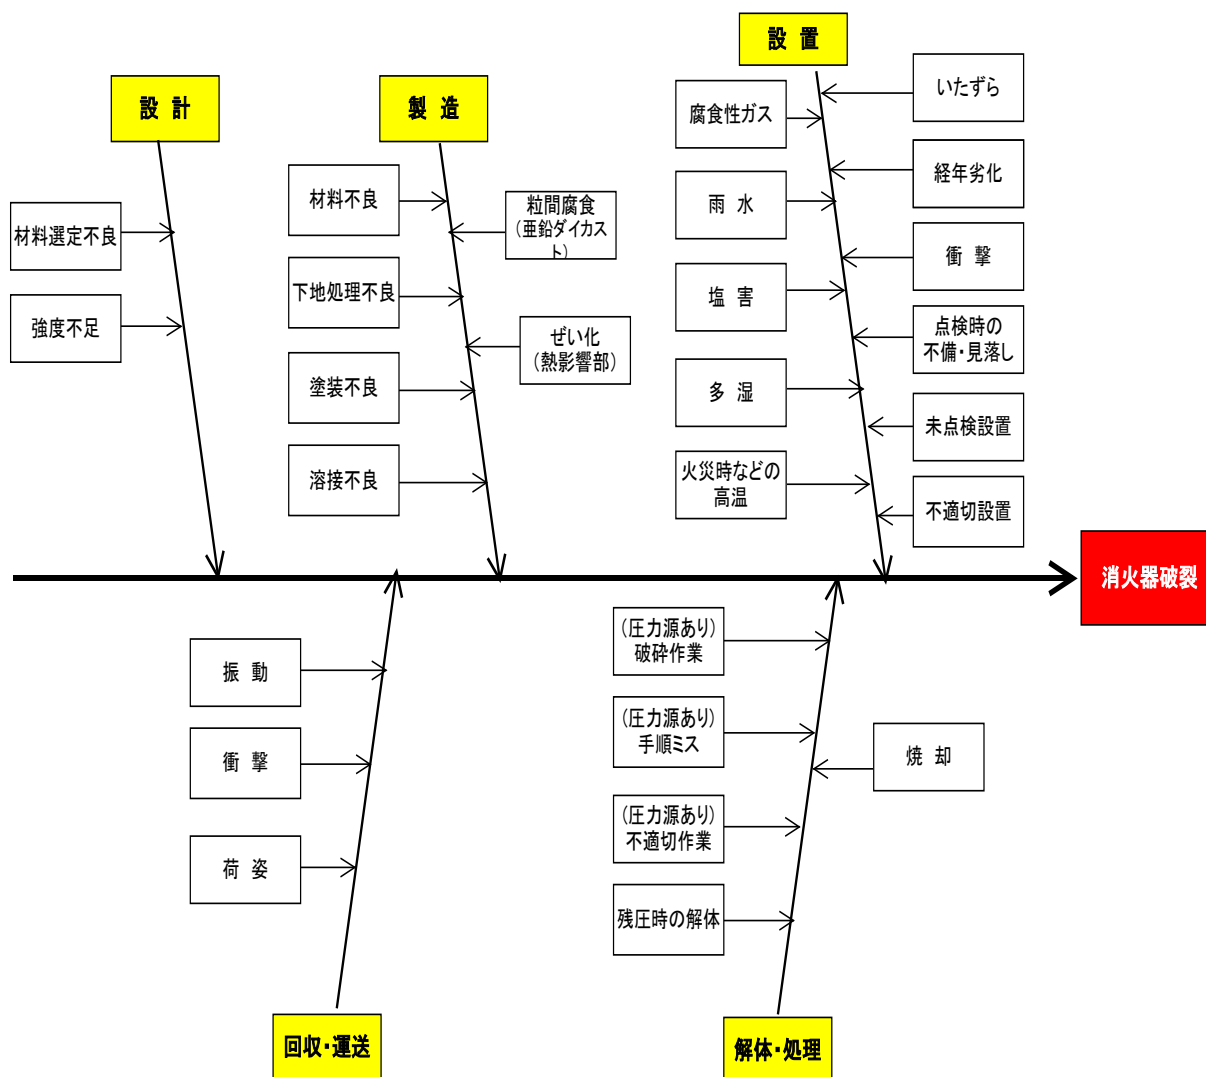 設 計
材料選定不良
強度不足
製 造
材料不良
下地処理不良
塗装不良
溶接不良
粒間腐食
(亜鉛ダイカス
ト)
ぜい化
(熱影響部)
設 置
腐食性ガス
雨 水
塩 害
多 湿
火災時などの
高温
いたずら
経年劣化
衝 撃
点検時の
不備・見落し
未点検設置
不適切設置
消火器破裂
振 動
衝 撃
荷 姿
回収・運送
(圧力源あり)
破砕作業
(圧力源あり)
手順ミス
(圧力源あり)
不適切作業
残圧時の解体
焼 却
解体・処理